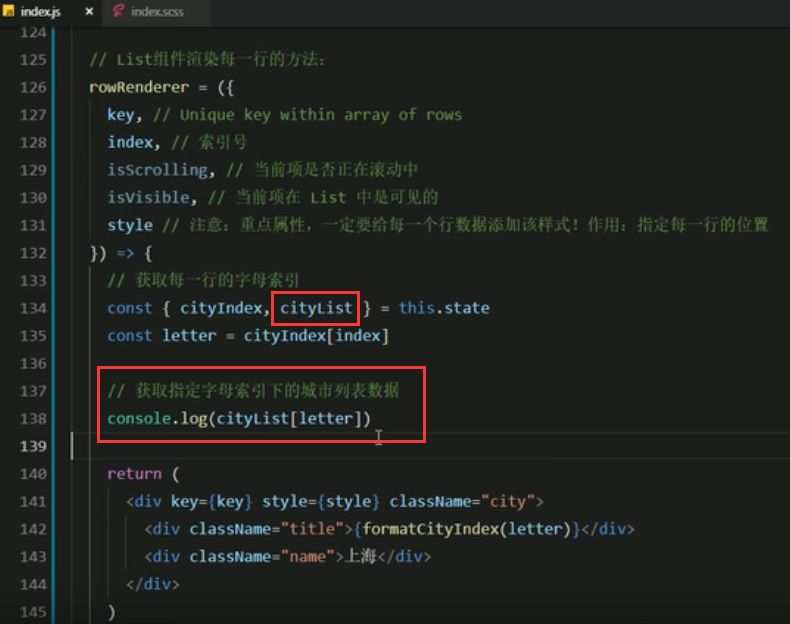 index.js × index.scss
124
125 // List组件渲染每一行的方法:
126 rowRenderer = ({
127 key, // Unique key within array of rows
128 index, // 索引号
129 isScrolling, // 当前项是否正在滚动中
130 isVisible, // 当前项在 List 中是可见的
131 style // 注意: 重点属性, 一定要给每一个行数据添加该样式! 作用: 指定每一行的位置
132 }) => {
133 // 获取每一行的字母索引
134 const { cityIndex, cityList } = this.state
135 const letter = cityIndex[index]
136
137 // 获取指定字母索引下的城市列表数据
138 console.log(cityList[letter])
139
140 return (
141 <div key={key} style={style} className="city">
142 <div className="title">{formatCityIndex(letter)}</div>
143 <div className="name">上海</div>
144 </div>
145 )